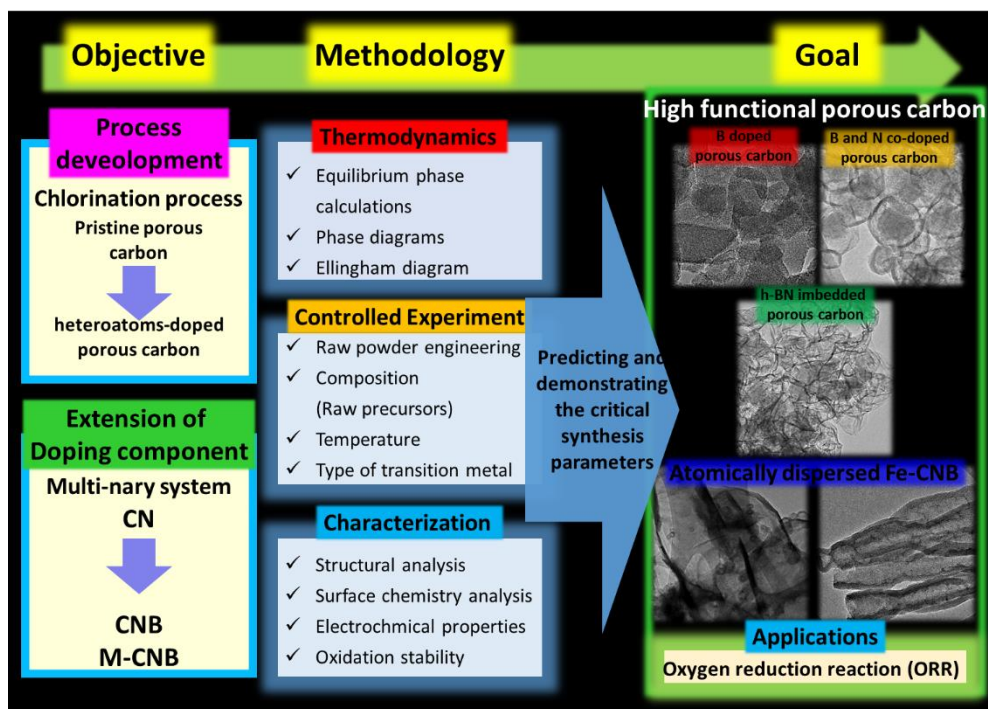 Objective
Methodology
Goal
Process
deveolopment
Chlorination process
Pristine porous
carbon
heteroatoms-doped
porous carbon
Extension of
Doping component
Multi-nary system
CN
CNB
M-CNB
Thermodynamics
✓ Equilibrium phase
calculations
✓ Phase diagrams
✓ Ellingham diagram
Controlled Experiment
✓ Raw powder engineering
✓ Composition
(Raw precursors)
✓ Temperature
✓ Type of transition metal
Characterization
✓ Structural analysis
✓ Surface chemistry analysis
✓ Electrochmical properties
✓ Oxidation stability
Predicting and
demonstrating
the critical
synthesis
parameters
High functional porous carbon
B doped
porous carbon
B and N co-doped
porous carbon
h-BN imbedded
porous carbon
Atomically dispersed Fe-CNB
Applications
Oxygen reduction reaction (ORR)